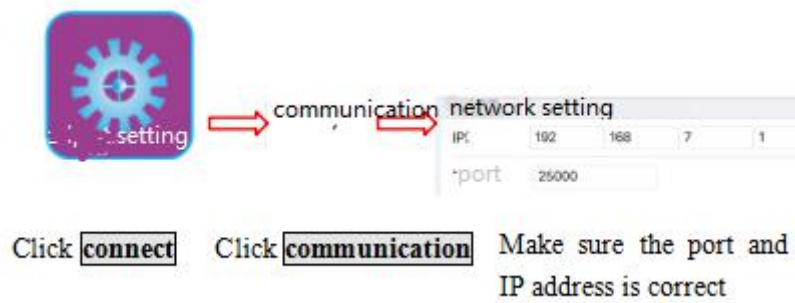 setting
communication
network setting
192 168 7 1
port 25000
Click connect
Click communication
Make sure the port and
IP address is correct